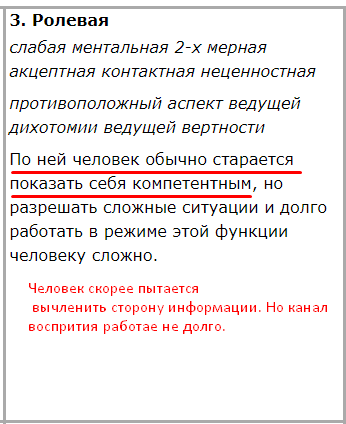 3. Ролевая
слабая ментальная 2-х мерная
акцептная контактная неценностная
противоположный аспект ведущей
дихотомии ведущей вертности
По ней человек обычно старается
показать себя компетентным, но
разрешать сложные ситуации и долго
работать в режиме этой функции
человеку сложно.
Человек скорее пытается
вычленить сторону информации. Но канал
воспрития работае не долго.